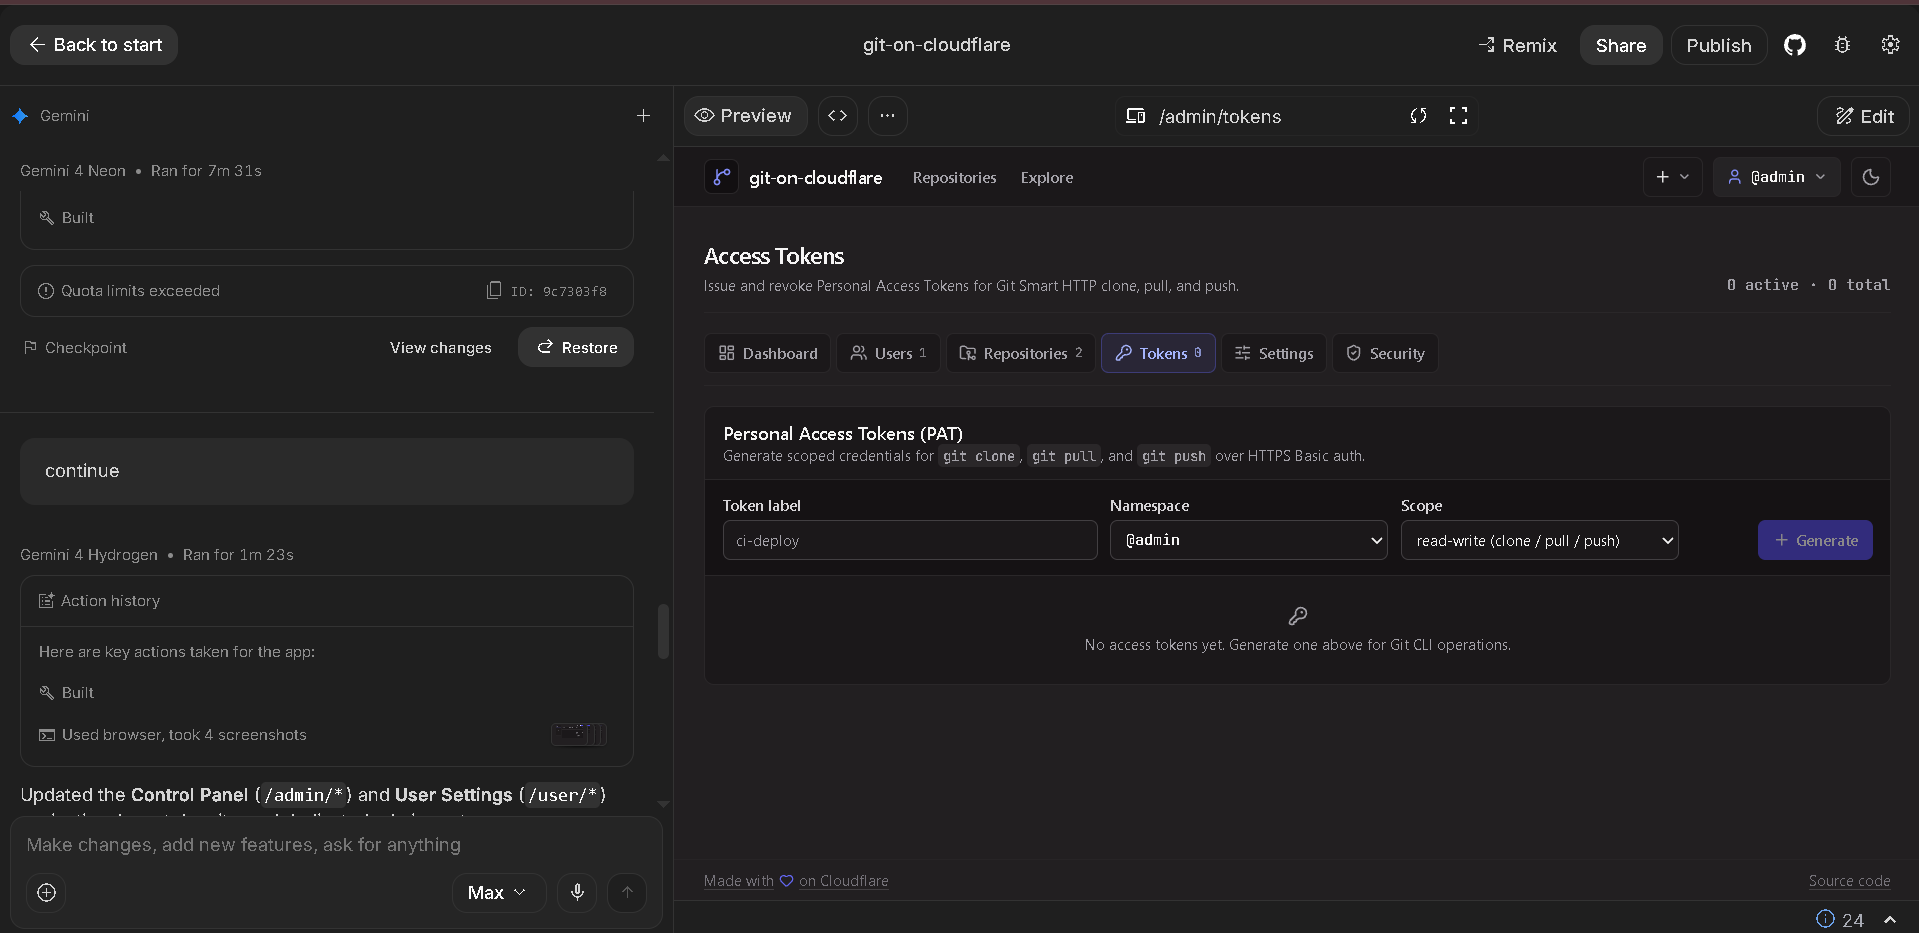 Back to start
git-on-cloudflare
Remix
Share
Publish
Gemini
Preview
/admin/tokens
Edit
Gemini 4 Neon • Ran for 7m 31s
Built
Quota limits exceeded
ID: 9c7303f8
Checkpoint
View changes
Restore
continue
Gemini 4 Hydrogen • Ran for 1m 23s
Action history
Here are key actions taken for the app:
Built
Used browser, took 4 screenshots
Updated the Control Panel (/admin/*) and User Settings (/user/*)
Make changes, add new features, ask for anything
Max
git-on-cloudflare
Repositories
Explore
@admin
Access Tokens
Issue and revoke Personal Access Tokens for Git Smart HTTP clone, pull, and push.
0 active · 0 total
Dashboard
Users 1
Repositories 2
Tokens 0
Settings
Security
Personal Access Tokens (PAT)
Generate scoped credentials for git clone, git pull, and git push over HTTPS Basic auth.
Token label
Namespace
Scope
ci-deploy
@admin
read-write (clone / pull / push)
Generate
No access tokens yet. Generate one above for Git CLI operations.
Made with on Cloudflare
Source code
24